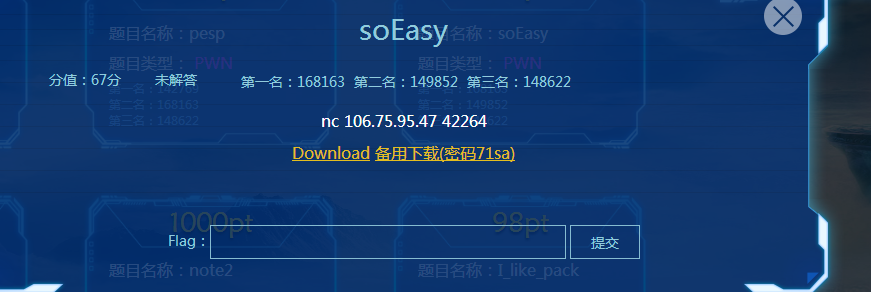 soEasy
题目名称：pesp
题目名称：soEasy
题目类型： PWN
题目类型： PWN
分值：67分 未解答 第一名：168163 第二名：149852 第三名：148622
第二名：168163
第三名：148622
第二名：149852
第三名：148622
nc 106.75.95.47 42264
Download 备用下载(密码71sa)
1000pt
98pt
Flag： 提交
题目名称：note2
题目名称：I_like_pack